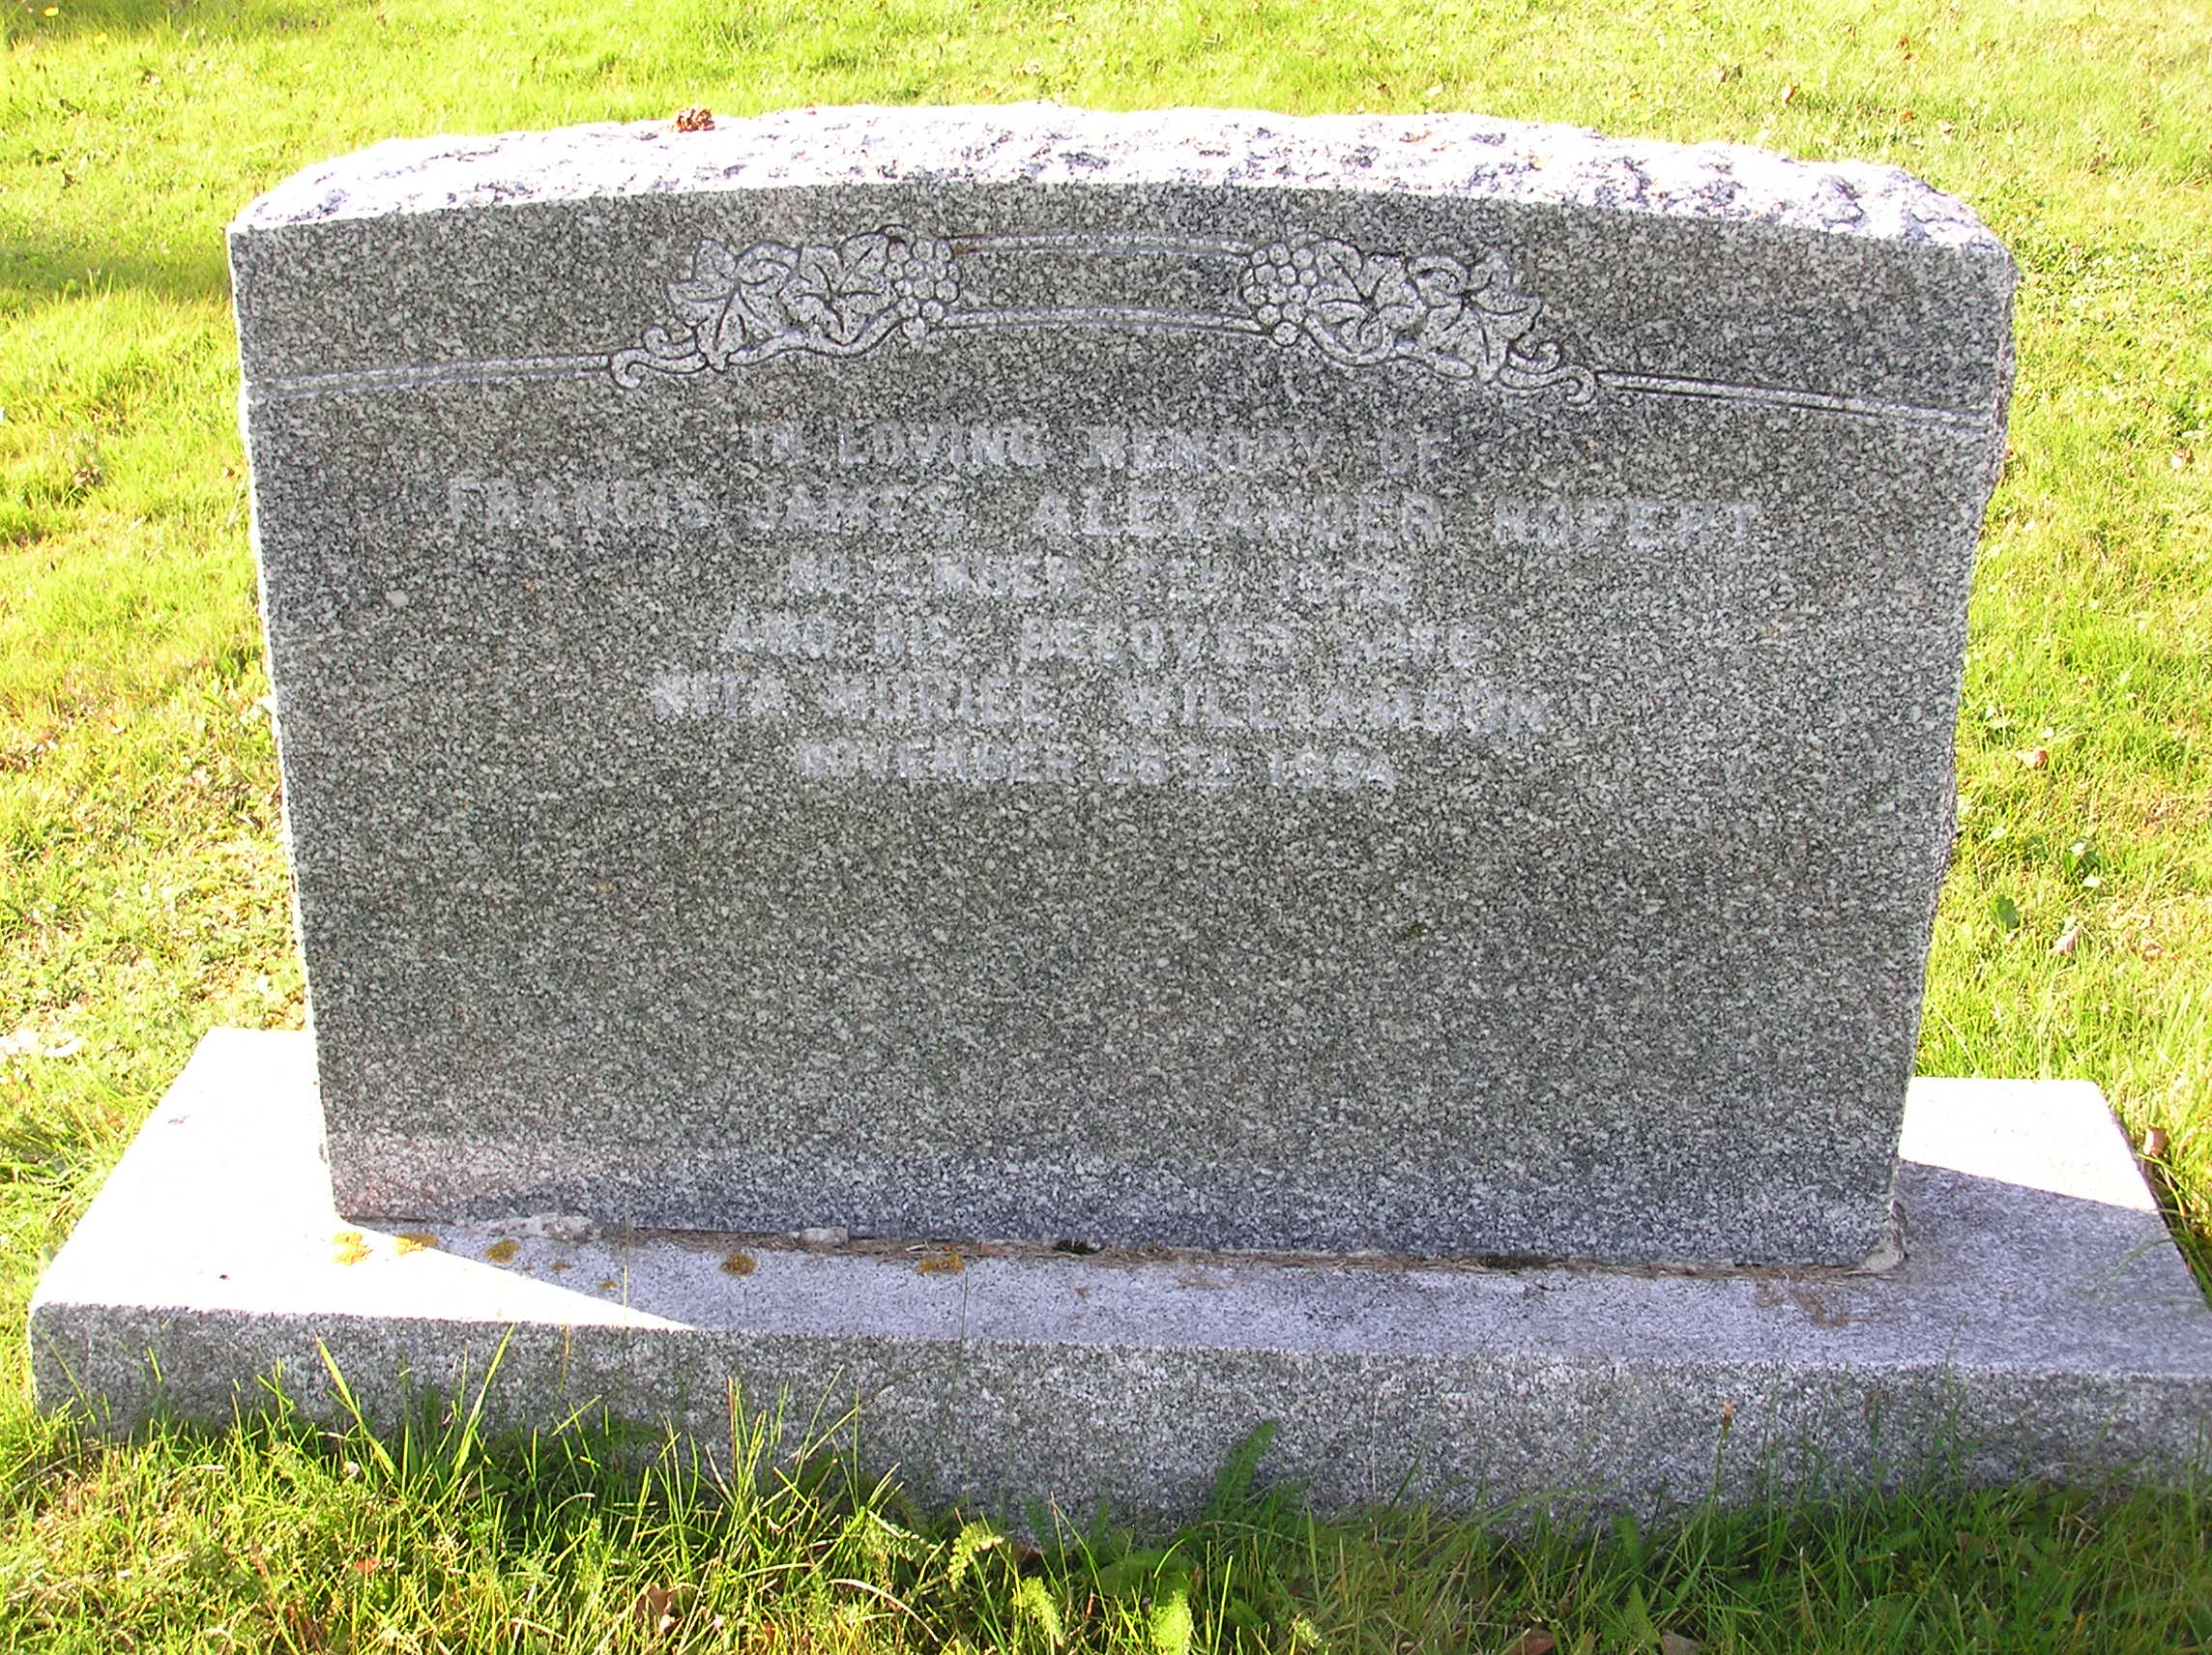 IN LOVING MEMORY OF
FRANCIS JAMES ALEXANDER RUPERT
NOVEMBER
AND HIS BELOVED WIFE
NITA MURIEL WILLIAMSON
NOVEMBER